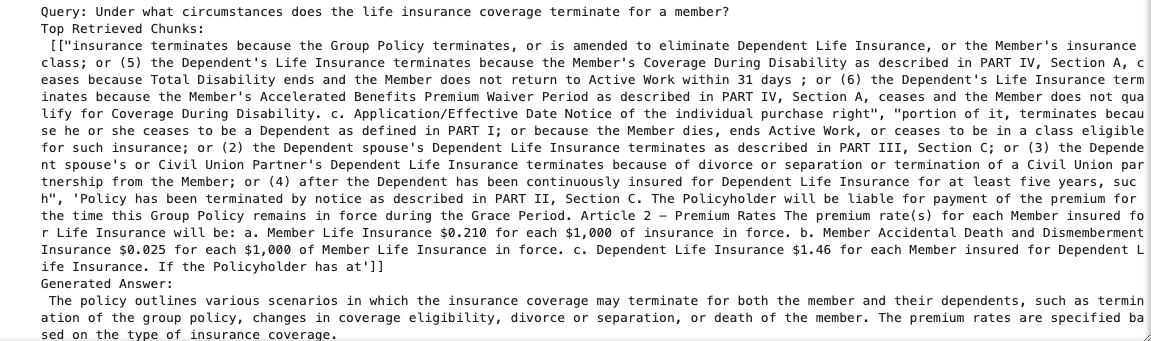 Query: Under what circumstances does the life insurance coverage terminate for a member?
Top Retrieved Chunks:
[["insurance terminates because the Group Policy terminates, or is amended to eliminate Dependent Life Insurance, or the Member's insurance
class; or (5) the Dependent's Life Insurance terminates because the Member's Coverage During Disability as described in PART IV, Section A, c
eases because Total Disability ends and the Member does not return to Active Work within 31 days ; or (6) the Dependent's Life Insurance term
inates because the Member's Accelerated Benefits Premium Waiver Period as described in PART IV, Section A, ceases and the Member does not qua
lify for Coverage During Disability. c. Application/Effective Date Notice of the individual purchase right", "portion of it, terminates becau
se he or she ceases to be a Dependent as defined in PART I; or because the Member dies, ends Active Work, or ceases to be in a class eligible
for such insurance; or (2) the Dependent spouse's Dependent Life Insurance terminates as described in PART III, Section C; or (3) the Depende
nt spouse's or Civil Union Partner's Dependent Life Insurance terminates because of divorce or separation or termination of a Civil Union par
tnership from the Member; or (4) after the Dependent has been continuously insured for Dependent Life Insurance for at least five years, suc
h", 'Policy has been terminated by notice as described in PART II, Section C. The Policyholder will be liable for payment of the premium for
the time this Group Policy remains in force during the Grace Period. Article 2 – Premium Rates The premium rate(s) for each Member insured fo
r Life Insurance will be: a. Member Life Insurance $0.210 for each $1,000 of insurance in force. b. Member Accidental Death and Dismemberment
Insurance $0.025 for each $1,000 of Member Life Insurance in force. c. Dependent Life Insurance $1.46 for each Member insured for Dependent L
ife Insurance. If the Policyholder has at']]
Generated Answer:
The policy outlines various scenarios in which the insurance coverage may terminate for both the member and their dependents, such as termin
ation of the group policy, changes in coverage eligibility, divorce or separation, or death of the member. The premium rates are specified ba
sed on the type of insurance coverage.